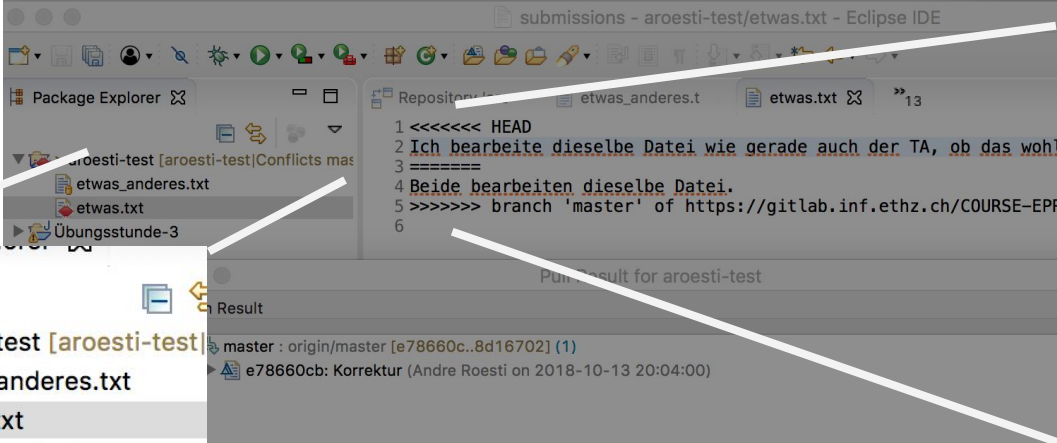 submissions - aroesti-test/etwas.txt - Eclipse IDE
Package Explorer
Repository
etwas_anderes.t
etwas.txt
»13
1 <<<<<<< HEAD
2 Ich bearbeite dieselbe Datei wie gerade auch der TA, ob das wohl
3 =======
4 Beide bearbeiten dieselbe Datei.
5 >>>>>>> branch 'master' of https://gitlab.inf.ethz.ch/COURSE-EPR
6
aroesti-test [aroesti-test|Conflicts mas
etwas_anderes.txt
etwas.txt
Übungsstunde-3
test [aroesti-test|
anderes.txt
xt
Pull Result for aroesti-test
Result
master : origin/master [e78660c..8d16702] (1)
e78660cb: Korrektur (Andre Roesti on 2018-10-13 20:04:00)